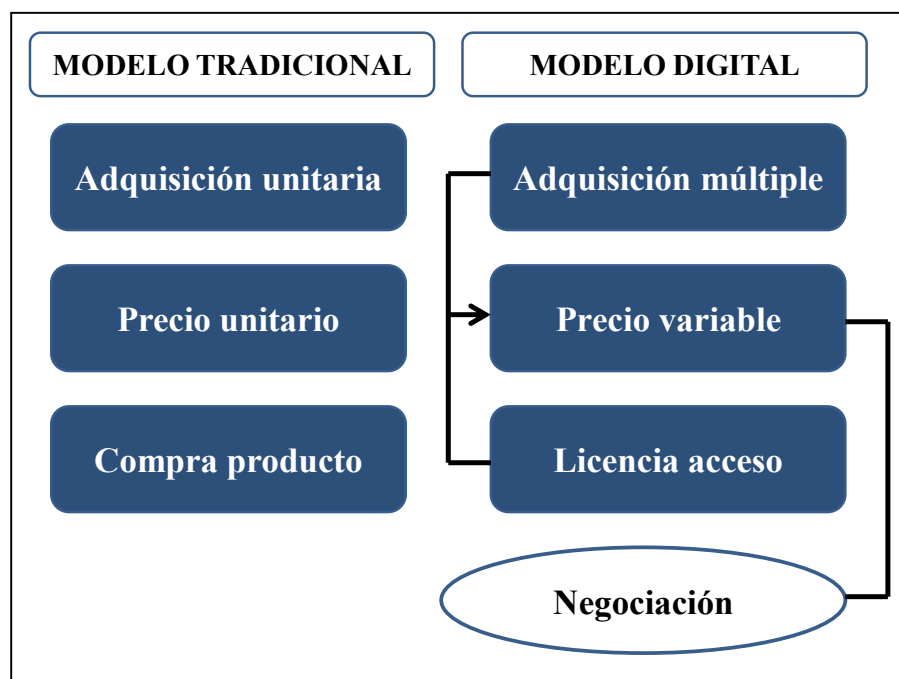 MODELO TRADICIONAL
MODELO DIGITAL
Adquisición unitaria
Adquisición múltiple
Precio unitario
Precio variable
Compra producto
Licencia acceso
Negociación